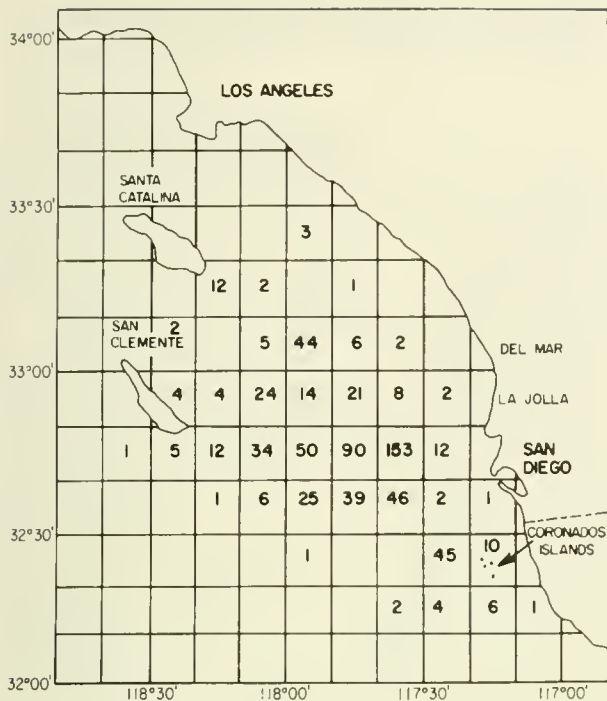 34°00'
LOS ANGELES
SANTA
CATALINA
33°30'
3
12 2 1
2
SAN
CLEMENTE
5 44 6 2
DEL MAR
33°00'
4 4 24 14 21 8 2
LA JOLLA
1 5 12 34 50 90 153 12
SAN
DIEGO
1 6 25 39 46 2 1
32°30'
CORONADOS
ISLANDS
1 45 10
2 4 6 1
32°00'
118°30' 118°00' 117°30' 117°00'